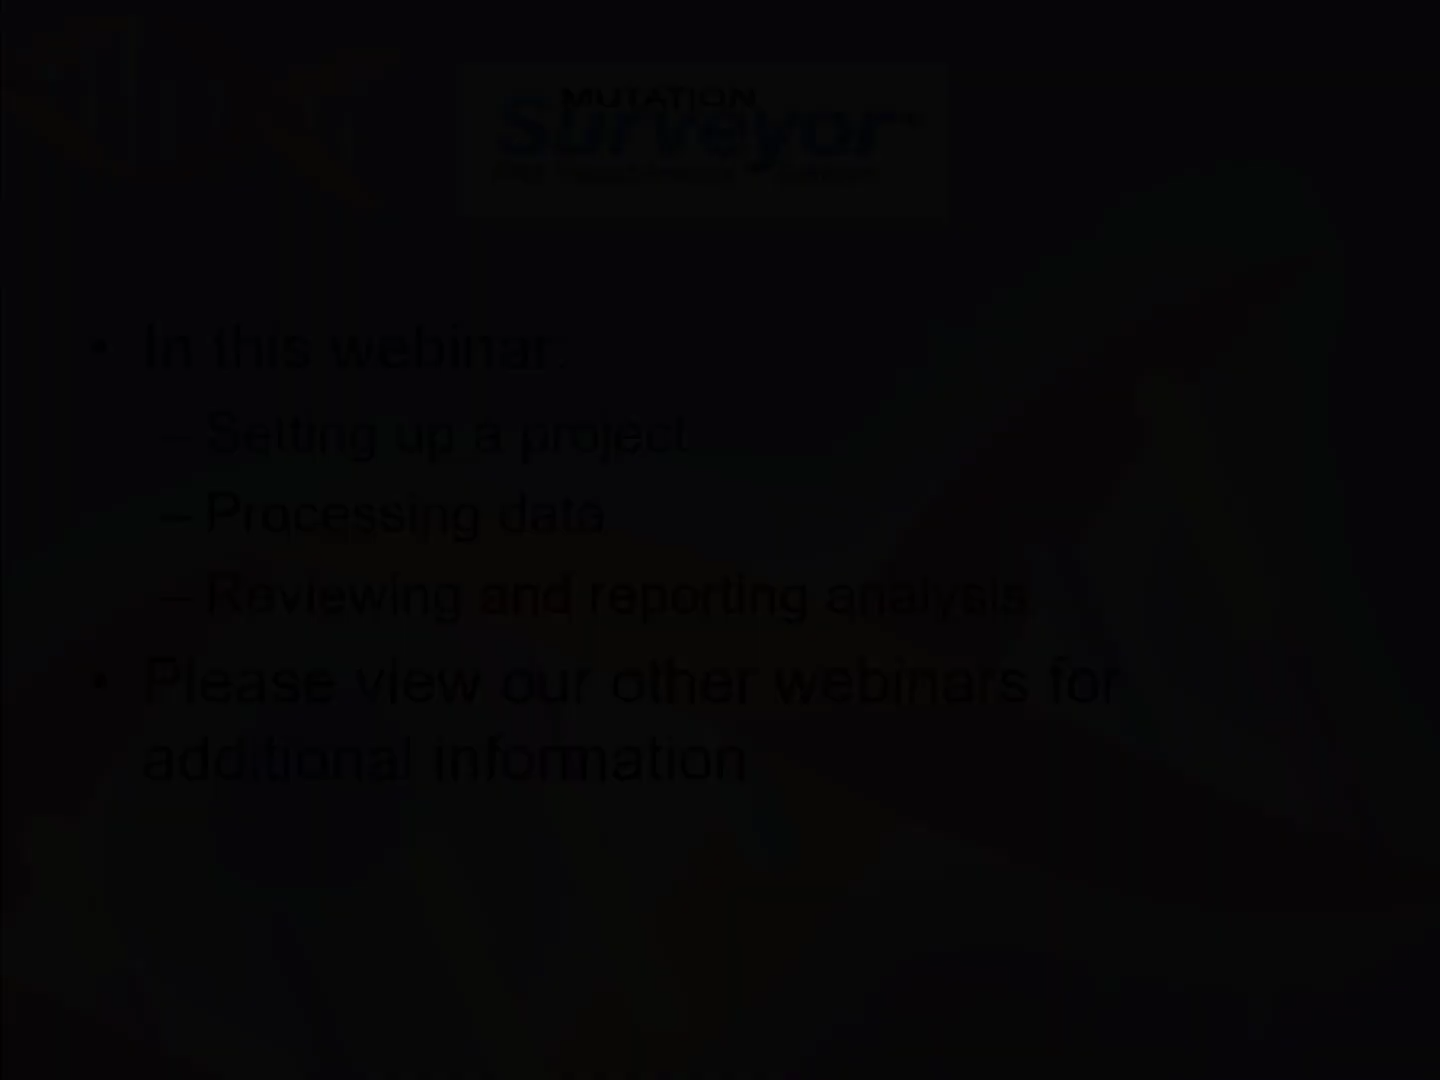 MUTATION
Surveyor
• In this webinar:
– Setting up a project
– Processing data
– Reviewing and reporting analysis
• Please view our other webinars for
additional information